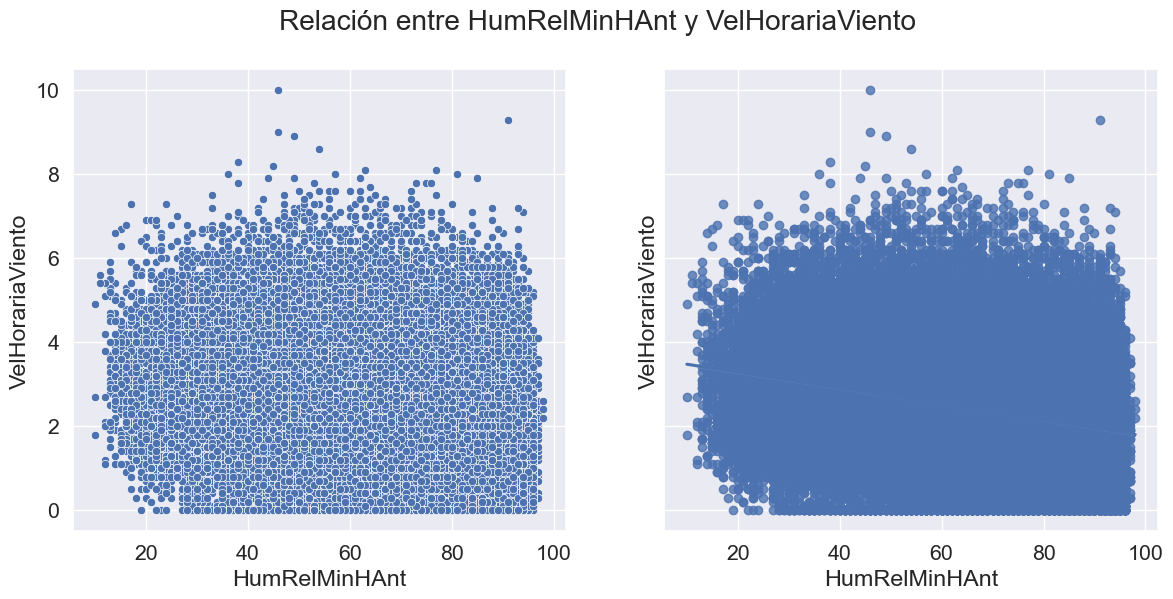 Relación entre HumRelMinHAnt y VelHorariaViento
VelHorariaViento
10
8
6
4
2
0
20 40 60 80 100
HumRelMinHAnt
VelHorariaViento
20 40 60 80 100
HumRelMinHAnt